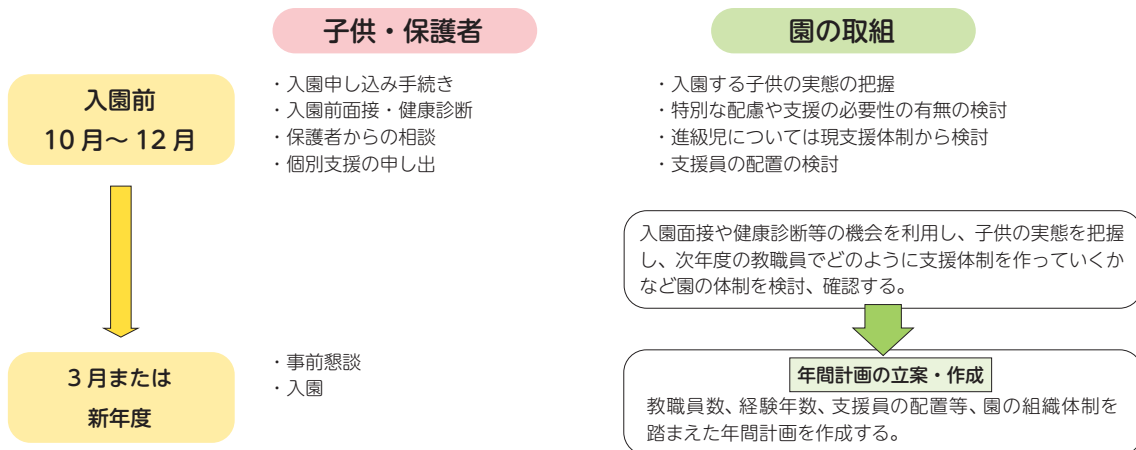 子供・保護者
園の取組
入園前
10月～12月
・入園申し込み手続き
・入園前面接・健康診断
・保護者からの相談
・個別支援の申し出
・入園する子供の実態の把握
・特別な配慮や支援の必要性の有無の検討
・進級児については現支援体制から検討
・支援員の配置の検討
入園面接や健康診断等の機会を利用し、子供の実態を把握
し、次年度の教職員でどのように支援体制を作っていくか
など園の体制を検討、確認する。
3月または
新年度
・事前懇談
・入園
年間計画の立案・作成
教職員数、経験年数、支援員の配置等、園の組織体制を
踏まえた年間計画を作成する。